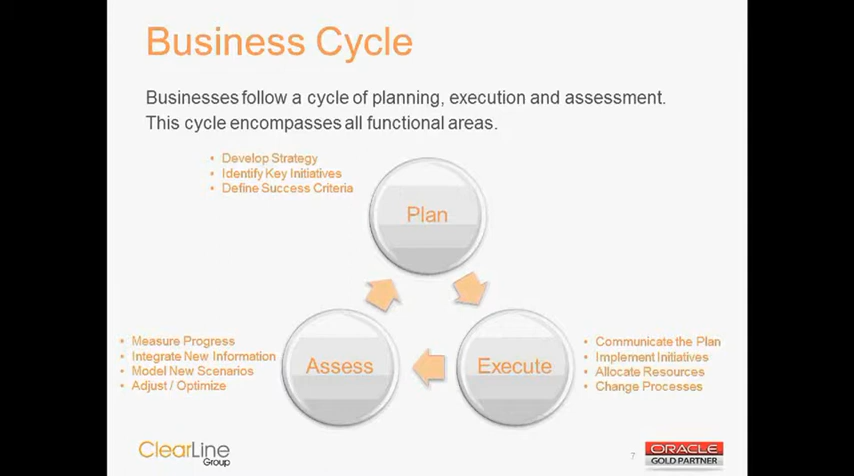 Business Cycle
Businesses follow a cycle of planning, execution and assessment.
This cycle encompasses all functional areas.
• Develop Strategy
• Identify Key Initiatives
• Define Success Criteria
Plan
• Measure Progress
• Integrate New Information
• Model New Scenarios
• Adjust / Optimize
Assess
Execute
• Communicate the Plan
• Implement Initiatives
• Allocate Resources
• Change Processes
ClearLine
Group
7
ORACLE
GOLD PARTNER